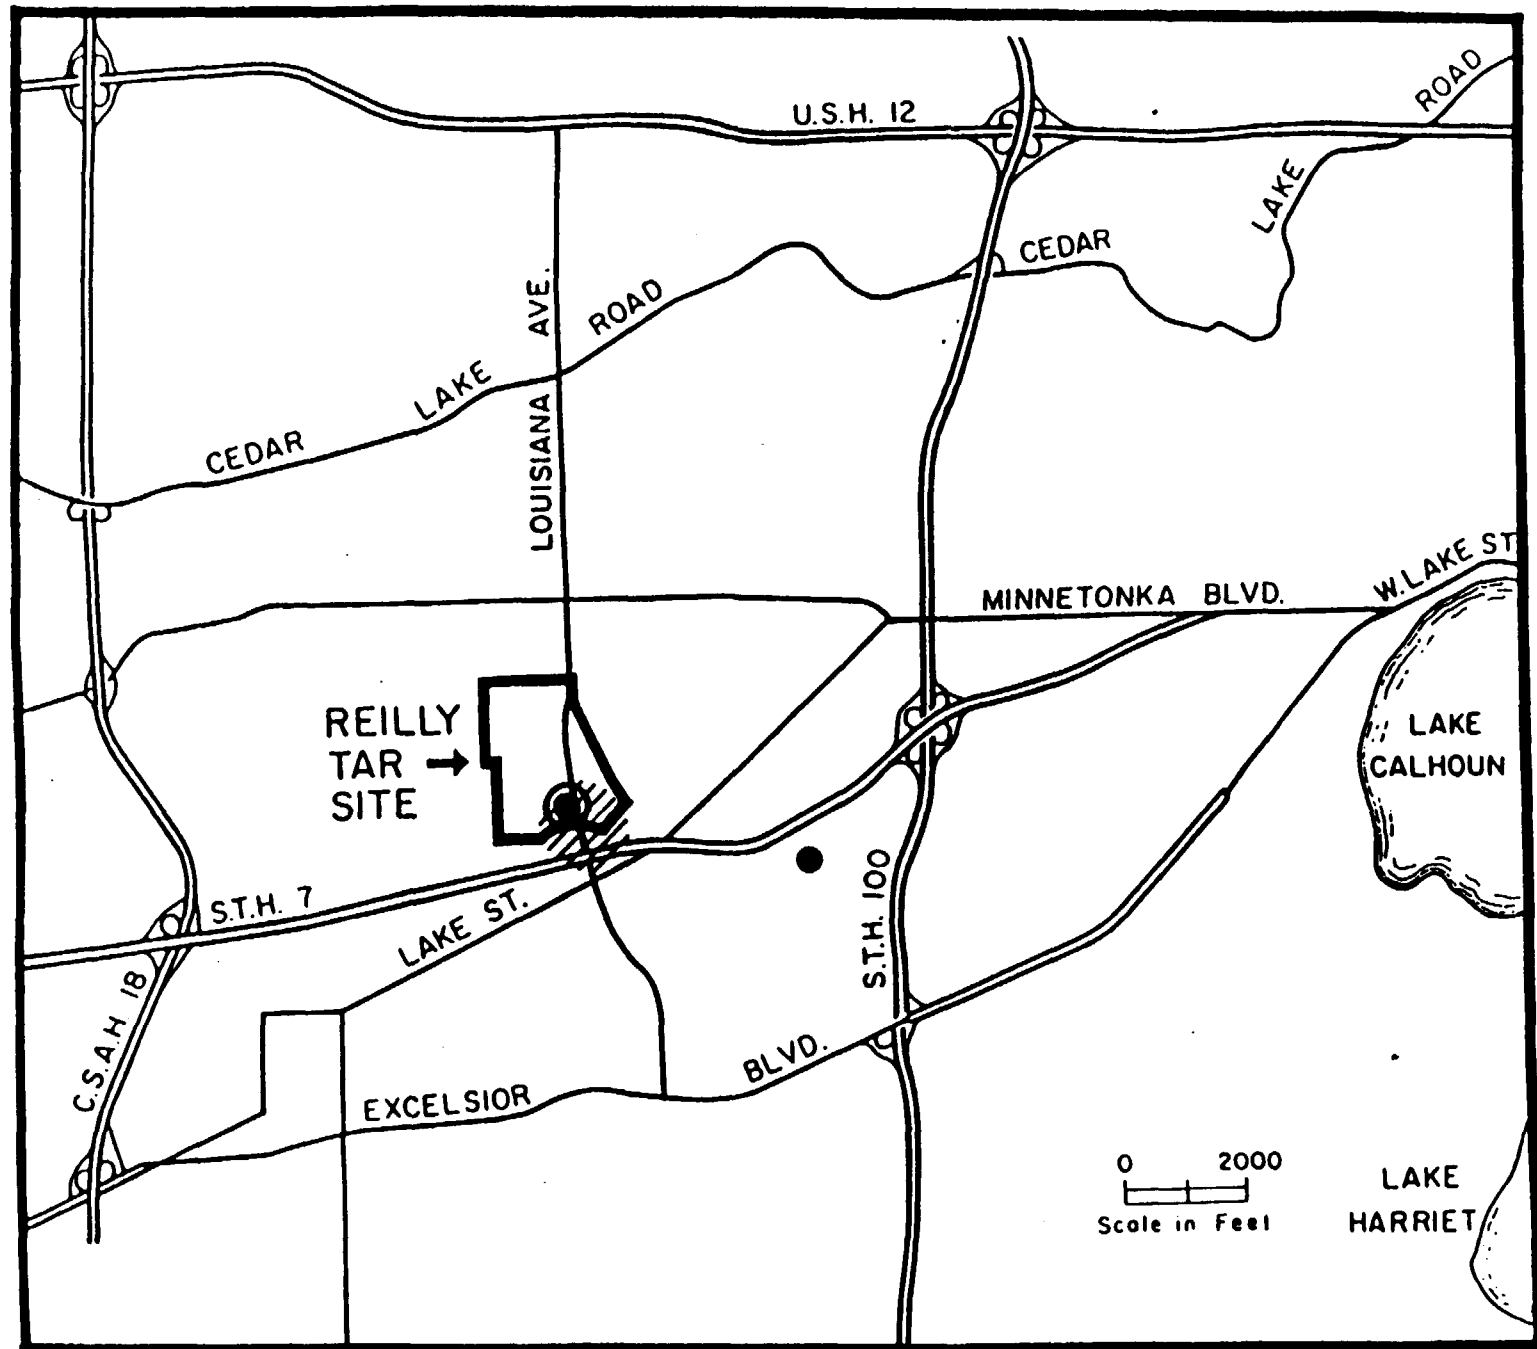 U.S.H. 12
ROAD
LAKE
CEDAR
LOUISIANA AVE.
ROAD
LAKE
CEDAR
MINNETONKA BLVD.
W. LAKE ST
REILLY
TAR
SITE
LAKE
CALHOUN
S.T.H. 7
LAKE ST.
S.T.H. 100
C.S.A.H 18
EXCELSIOR
BLVD.
0 2000
Scale in Feet
LAKE
HARRIET